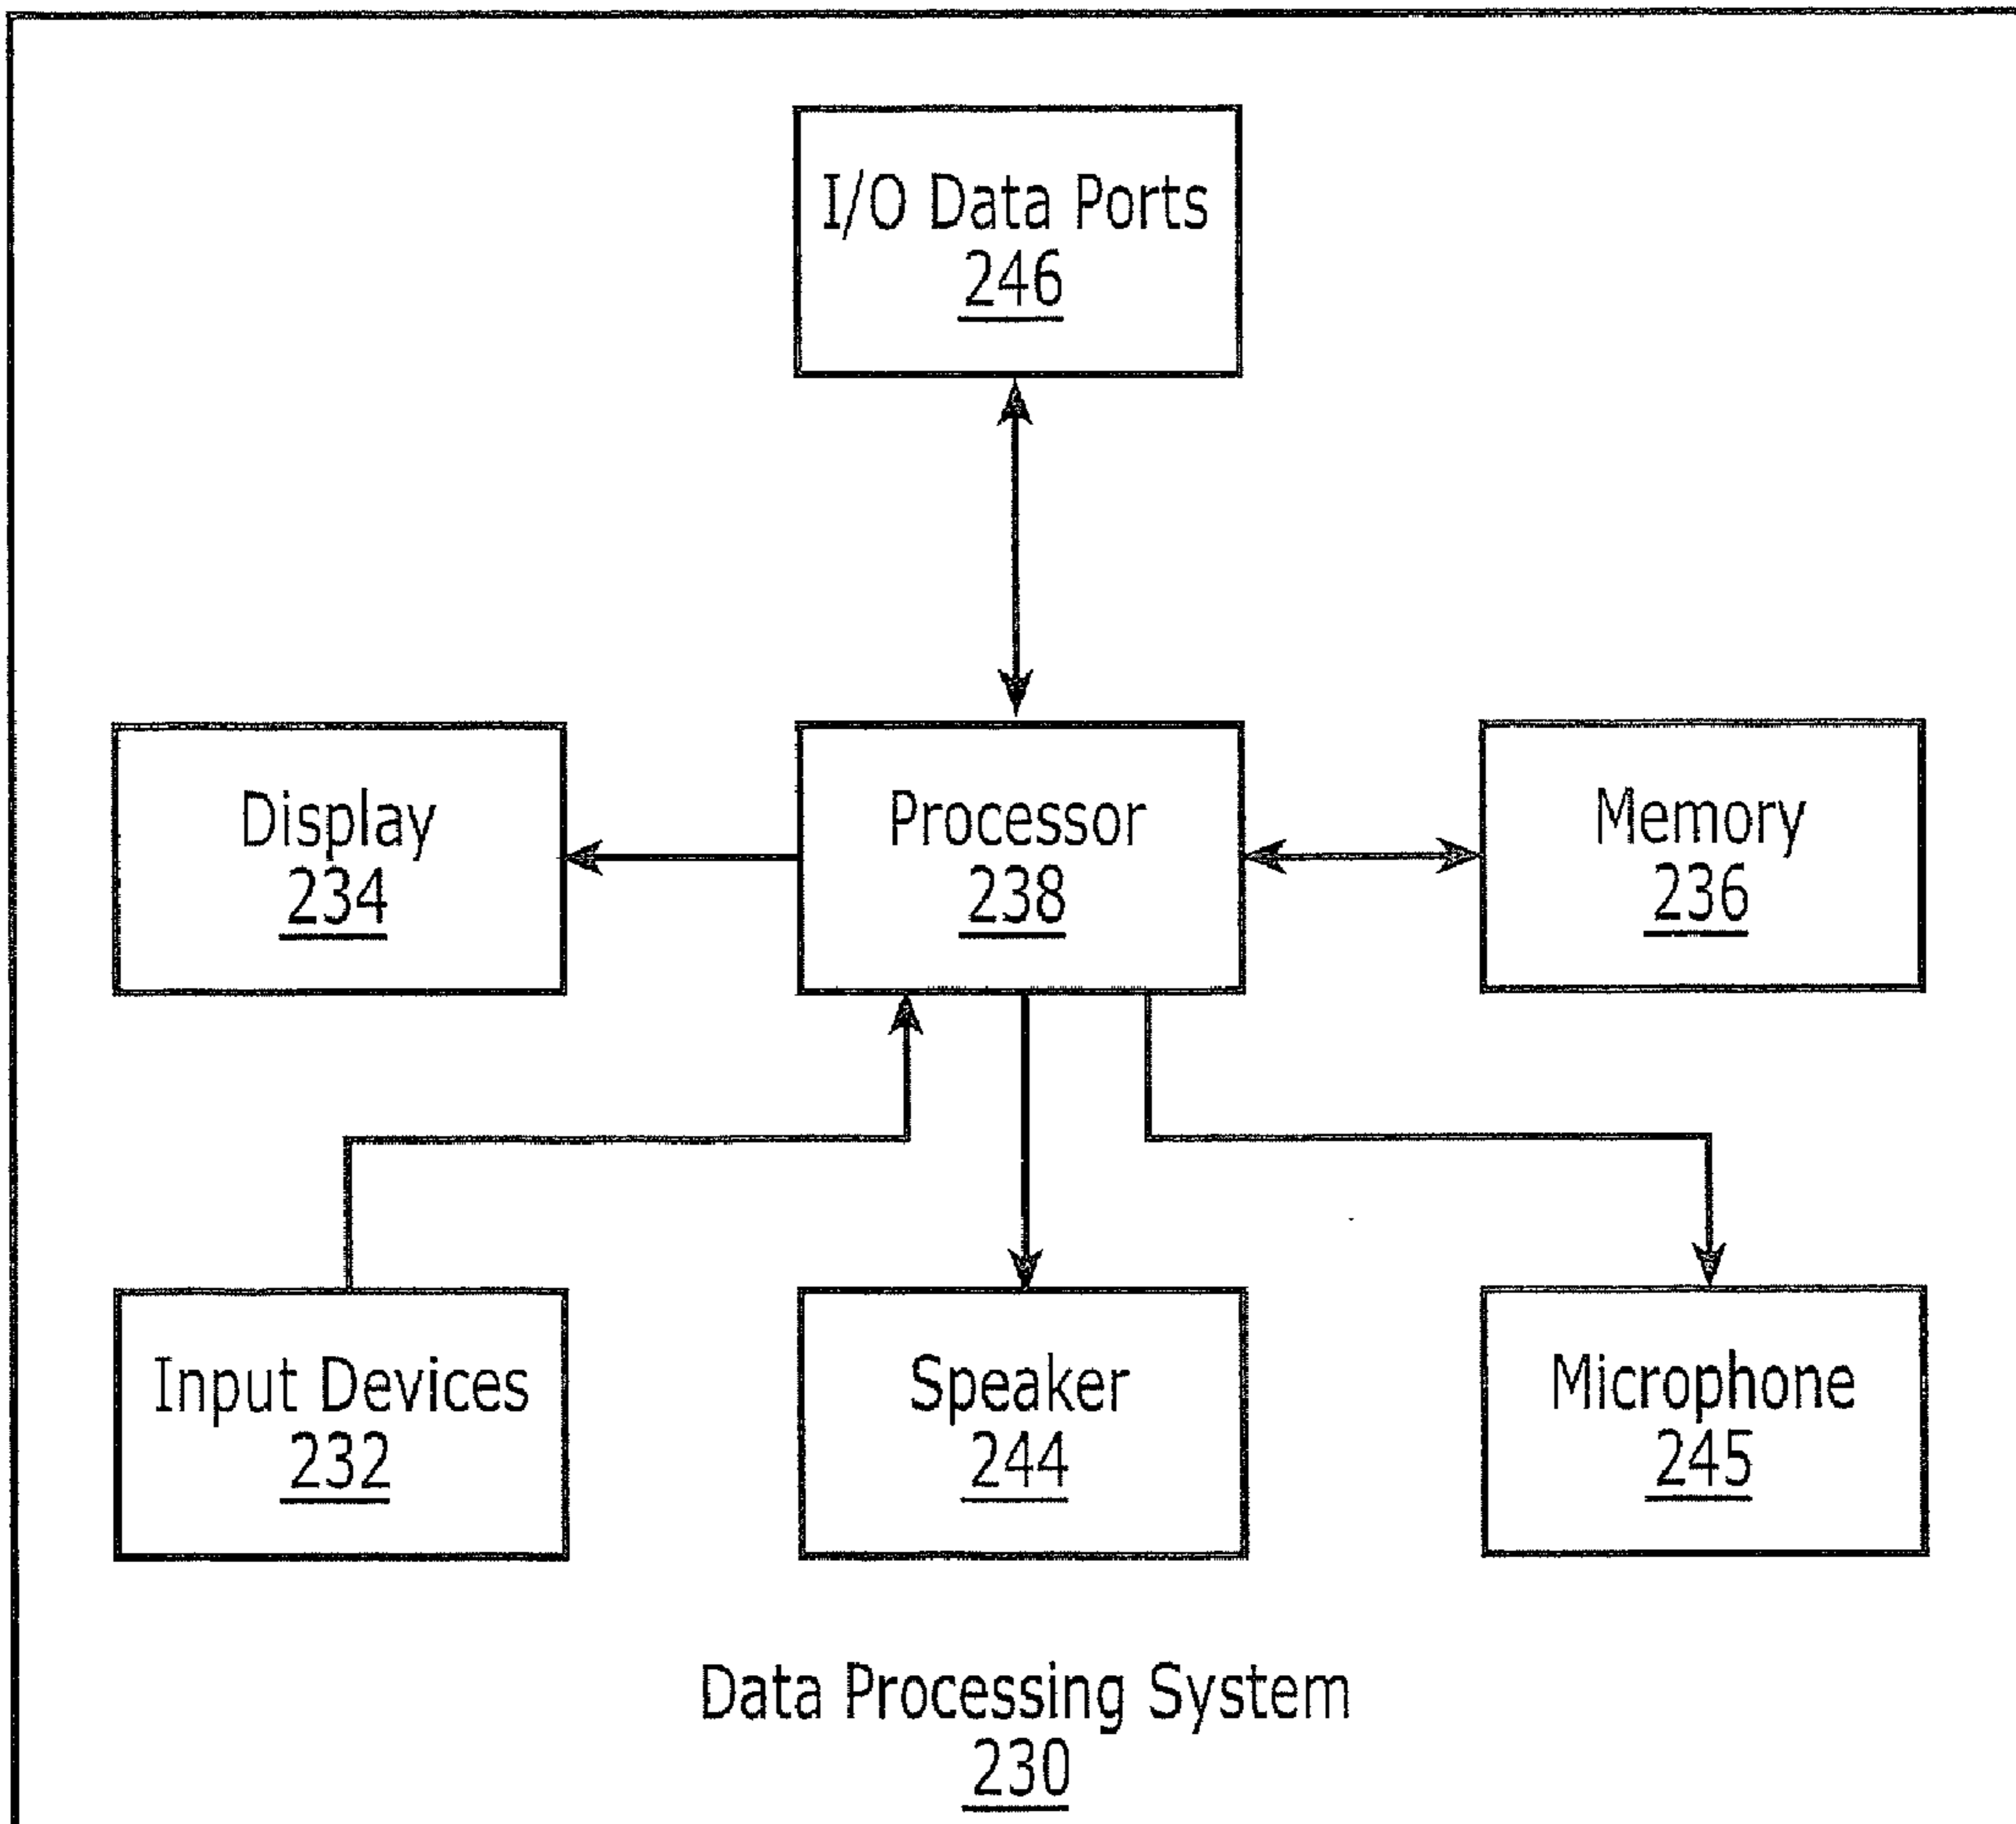 I/O Data Ports
246
Display
234
Processor
238
Memory
236
Input Devices
232
Speaker
244
Microphone
245
Data Processing System
230